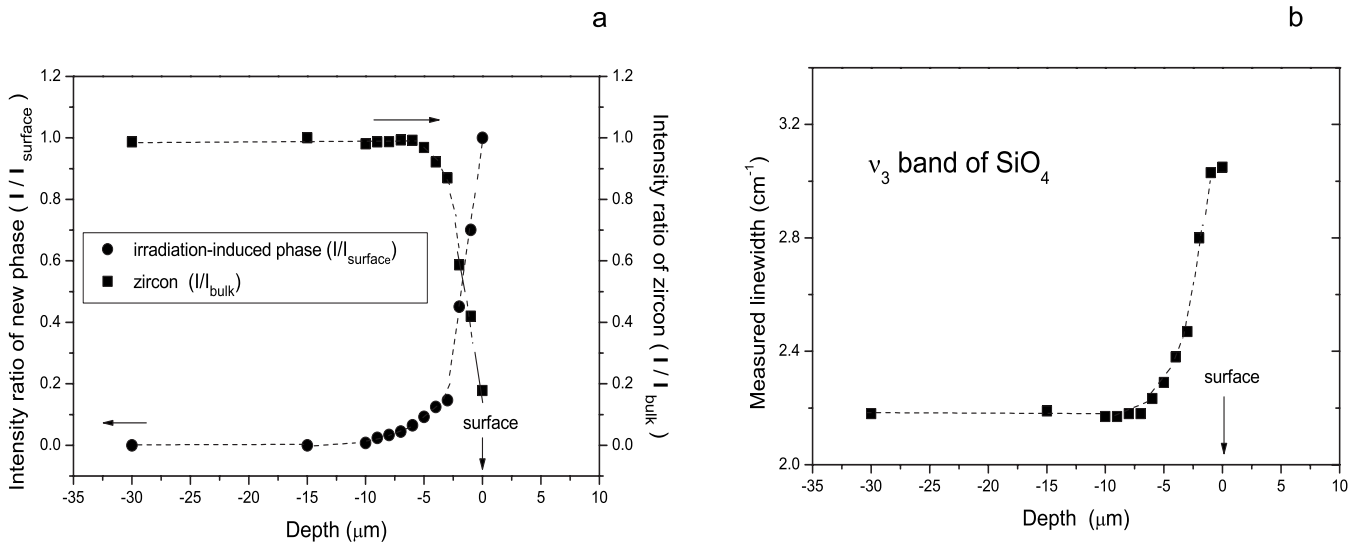 a
b
Intensity ratio of new phase ( I / I surface)
1.2
1.0
0.8
0.6
0.4
0.2
0.0
irradiation-induced phase (I/Isurface)
zircon (I/Ibulk)
surface
-35 -30 -25 -20 -15 -10 -5 0 5 10
Depth (μm)
1.2
1.0
0.8
0.6
0.4
0.2
0.0
Intensity ratio of zircon ( I / I bulk )
Measured linewidth (cm-1)
3.2
2.8
2.4
2.0
ν3 band of SiO4
surface
-35 -30 -25 -20 -15 -10 -5 0 5 10
Depth (μm)